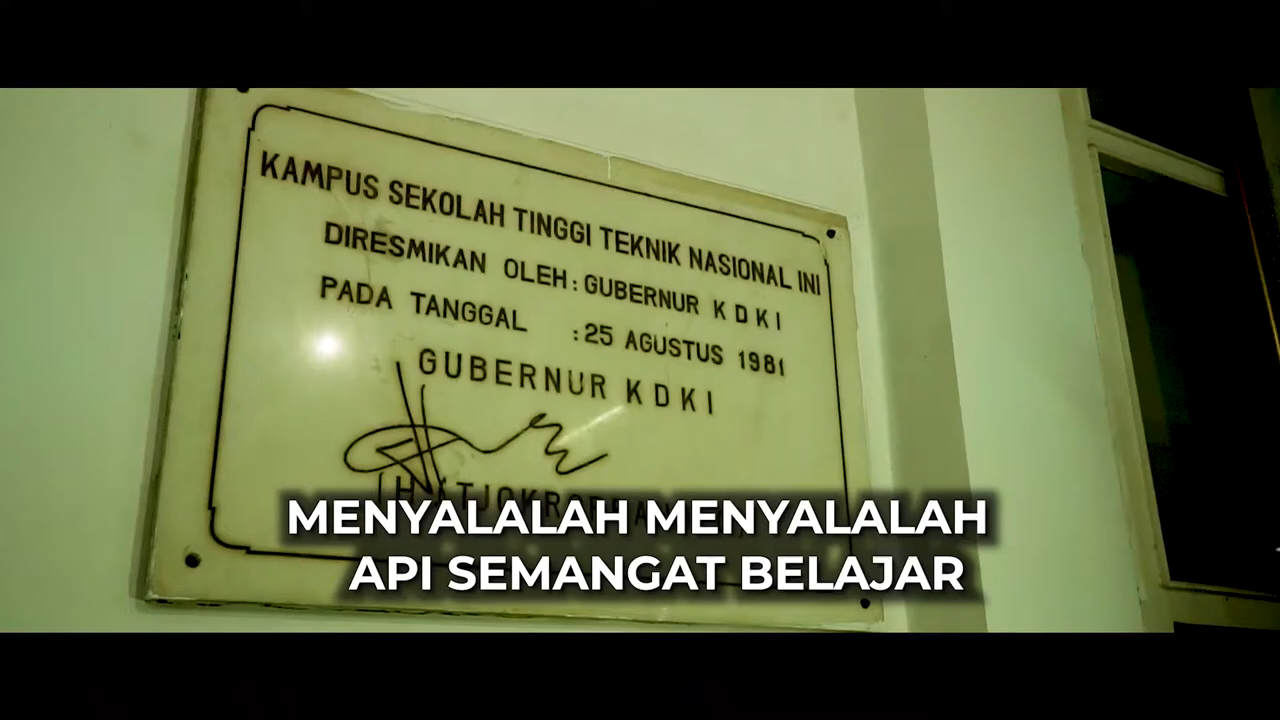 KAMPUS SEKOLAH TINGGI TEKNIK NASIONAL INI
DIRESMIKAN OLEH : GUBERNUR K D K I
PADA TANGGAL : 25 AGUSTUS 1981
GUBERNUR K D K I
MENYALALAH MENYALALAH
API SEMANGAT BELAJAR